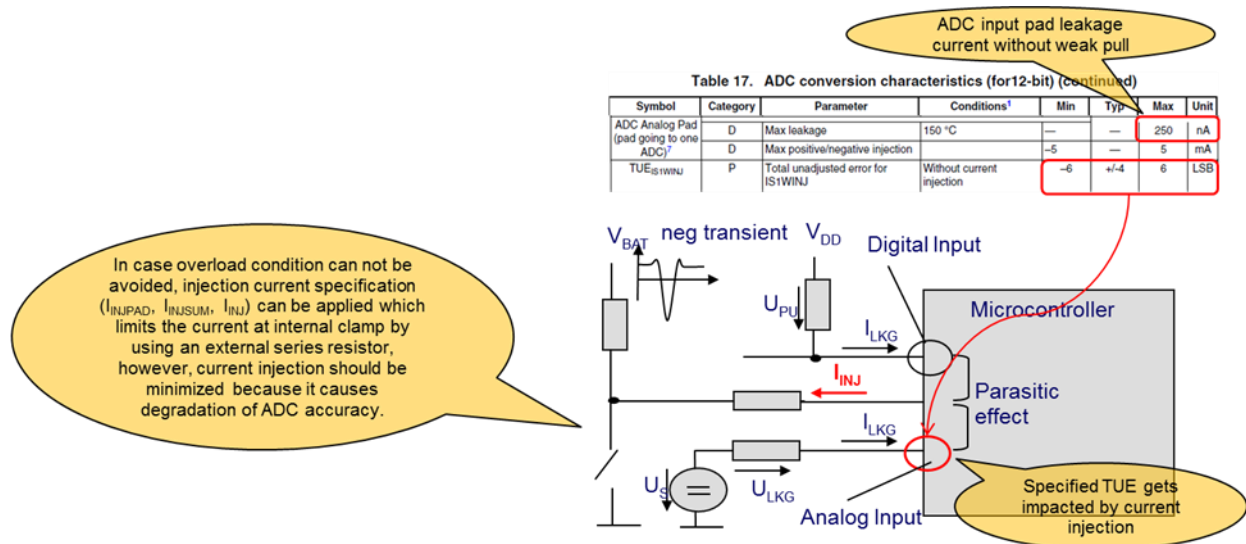 ADC input pad leakage
current without weak pull
Table 17. ADC conversion characteristics (for12-bit) (continued)
Symbol Category Parameter Conditions1 Min Typ Max Unit
ADC Analog Pad
(pad going to one
ADC)7
D Max leakage 150 °C — — 250 nA
D Max positive/negative injection –5 — 5 mA
TUEIS1WINJ P Total unadjusted error for
IS1WINJ
Without current
injection
–6 +/-4 6 LSB
VBAT neg transient VDD
Digital Input
In case overload condition can not be
avoided, injection current specification
(IINJPAD, IINJSUM, IINJ) can be applied which
limits the current at internal clamp by
using an external series resistor,
however, current injection should be
minimized because it causes
degradation of ADC accuracy.
UPU
Microcontroller
ILKG
IINJ
Parasitic
effect
ILKG
US
ULKG
Analog Input
Specified TUE gets
impacted by current
injection